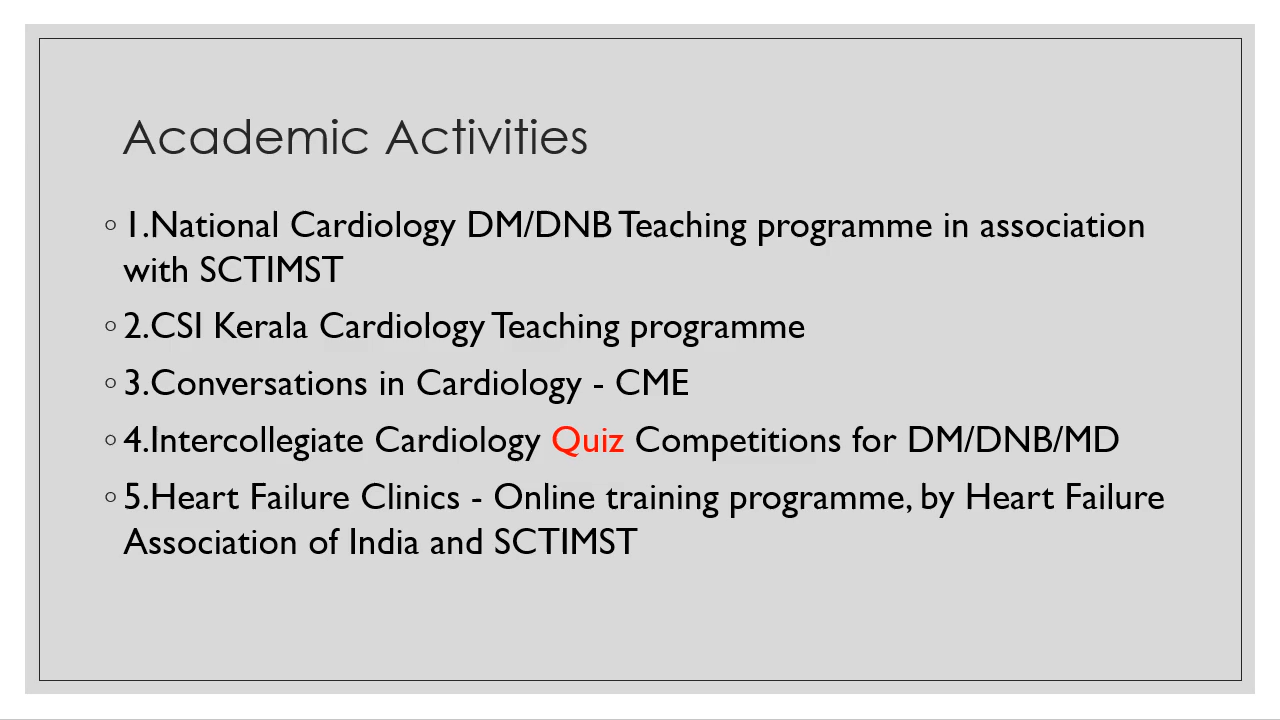 Academic Activities
◦ 1.National Cardiology DM/DNB Teaching programme in association
with SCTIMST
◦ 2.CSI Kerala Cardiology Teaching programme
◦ 3.Conversations in Cardiology - CME
◦ 4.Intercollegiate Cardiology Quiz Competitions for DM/DNB/MD
◦ 5.Heart Failure Clinics - Online training programme, by Heart Failure
Association of India and SCTIMST